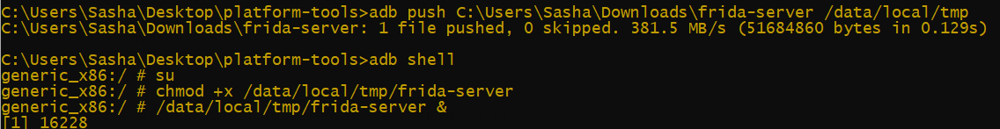 C:\Users\Sasha\Desktop\platform-tools>adb push C:\Users\Sasha\Downloads\frida-server /data/local/tmp
C:\Users\Sasha\Downloads\frida-server: 1 file pushed, 0 skipped. 381.5 MB/s (51684860 bytes in 0.129s)
C:\Users\Sasha\Desktop\platform-tools>adb shell
generic_x86:/ # su
generic_x86:/ # chmod +x /data/local/tmp/frida-server
generic_x86:/ # /data/local/tmp/frida-server &
[1] 16228